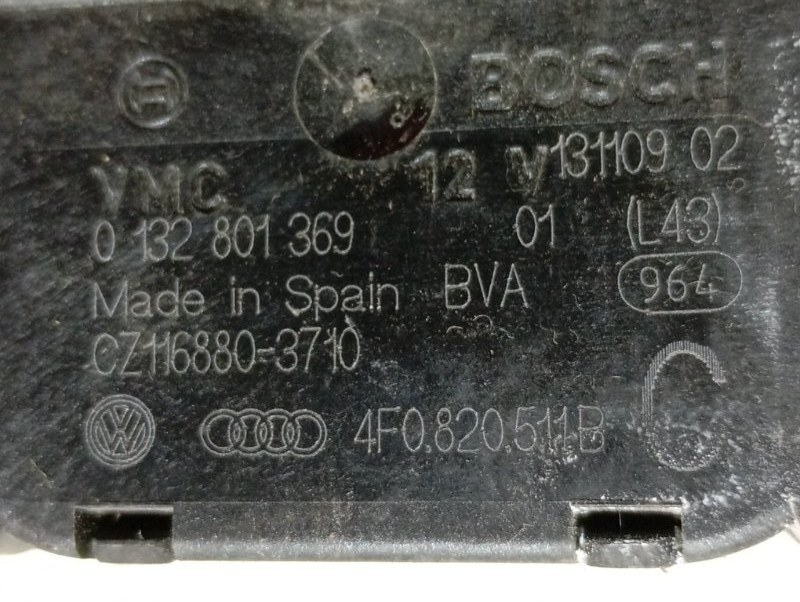 BOSCH
VMC 12 V 131109 02
0 132 801 369 01 (L43)
Made in Spain BVA 964
CZ116880-3710 C
4F0.820.511B